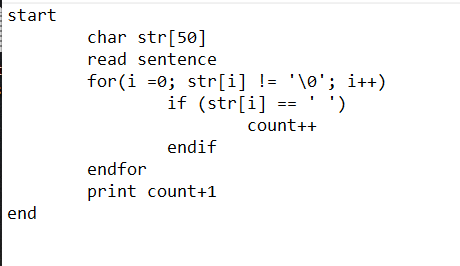 start
char str[50]
read sentence
for(i =0; str[i] != '\0'; i++)
if (str[i] == ' ')
count++
endif
endfor
print count+1
end